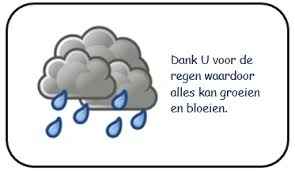 Dank U voor de
regen waardoor
alles kan groeien
en bloeien.